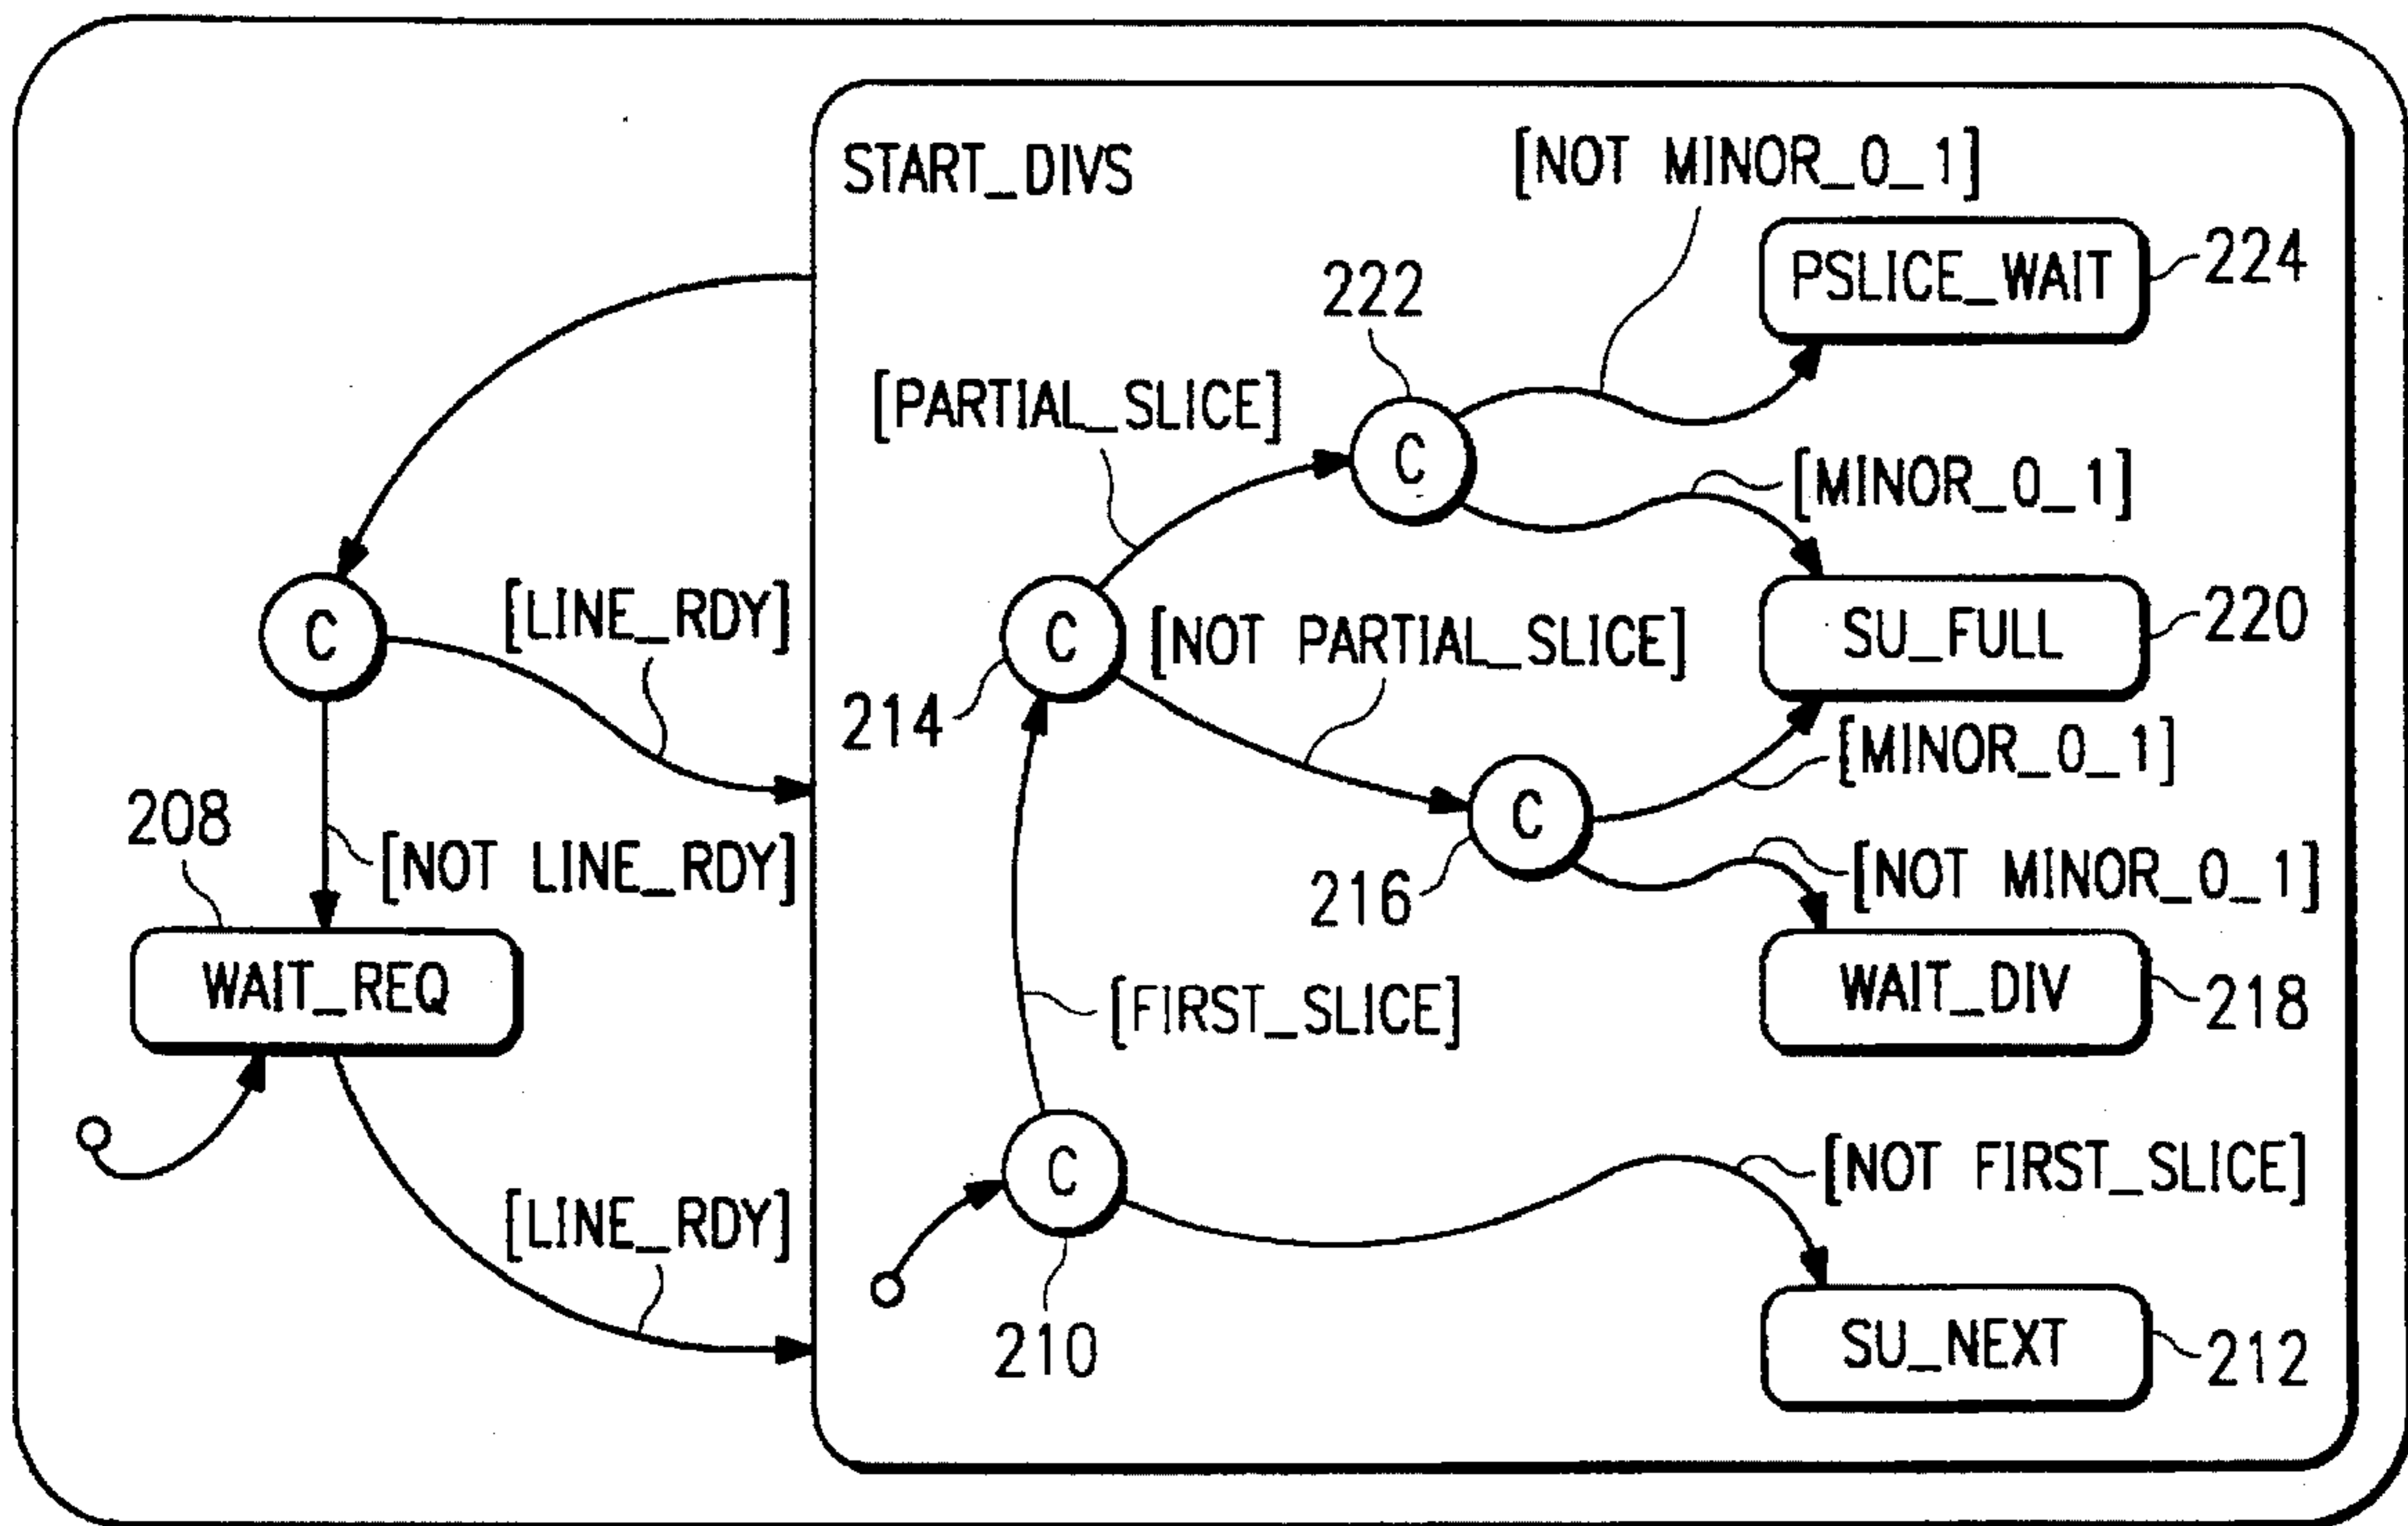 START_DIVS
[NOT MINOR_0_1]
PSLICE_WAIT
224
222
[PARTIAL_SLICE]
C
[MINOR_0_1]
C
[LINE_RDY]
C
[NOT PARTIAL_SLICE]
SU_FULL
220
214
[MINOR_0_1]
208
[NOT LINE_RDY]
C
216
[NOT MINOR_0_1]
WAIT_REQ
[FIRST_SLICE]
WAIT_DIV
218
[LINE_RDY]
C
[NOT FIRST_SLICE]
210
SU_NEXT
212